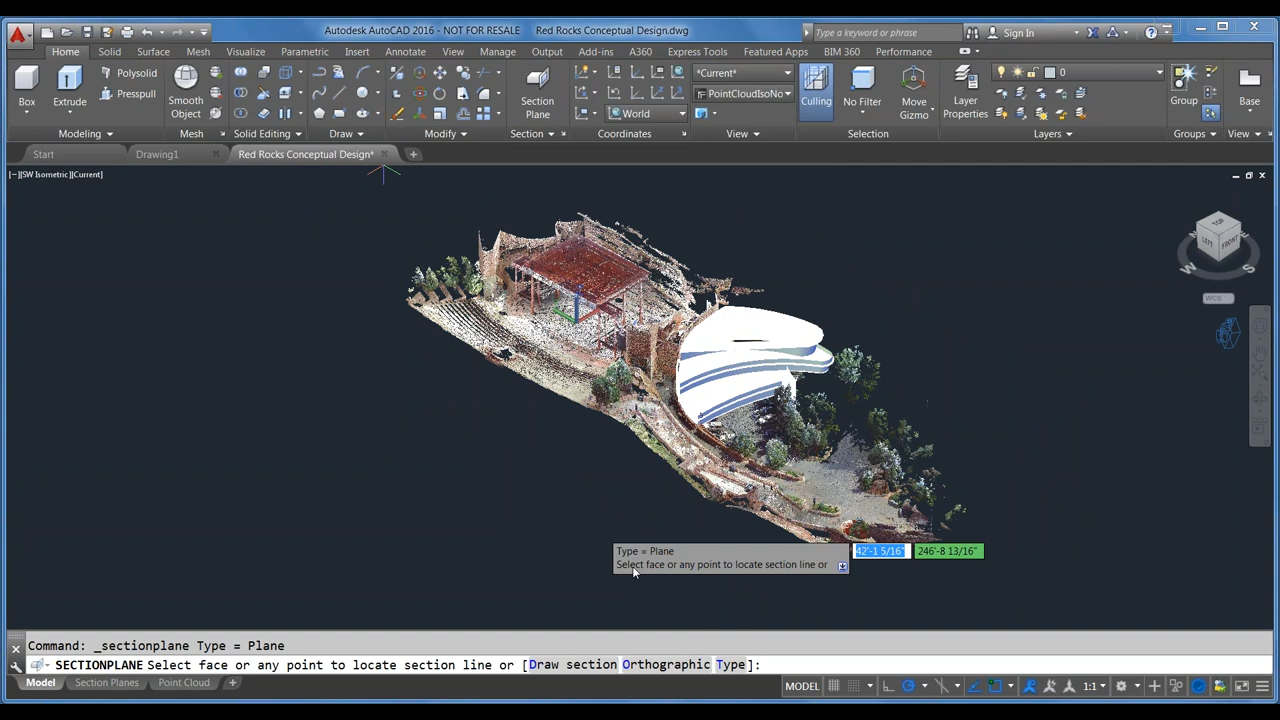 Autodesk AutoCAD 2016 - NOT FOR RESALE Red Rocks Conceptual Design.dwg
Type a keyword or phrase
Sign In
Home Solid Surface Mesh Visualize Parametric Insert Annotate View Manage Output Add-ins A360 Express Tools Featured Apps BIM 360 Performance
Box
Extrude
Polysolid
Presspull
Smooth Object
Section Plane
World
*Current*
PointCloudIsoNo
Culling
No Filter
Move Gizmo
Layer Properties
0
Group
Base
Modeling Mesh Solid Editing Draw Modify Section Coordinates View Selection Layers Groups View
Start Drawing1 Red Rocks Conceptual Design*
[−][SW Isometric][Current]
TOP
LEFT FRONT
W S
WCS
Type = Plane
Select face or any point to locate section line or
42'-1 5/16" 246'-8 13/16"
Command: _sectionplane Type = Plane
SECTIONPLANE Select face or any point to locate section line or [Draw section Orthographic Type]:
Model Section Planes Point Cloud
MODEL 1:1